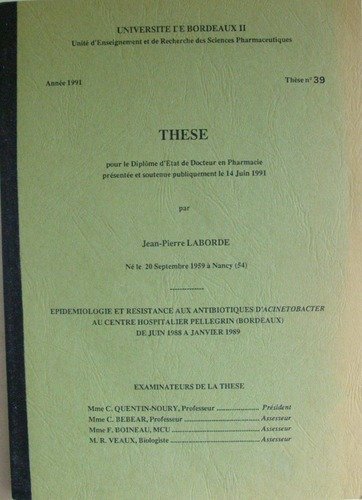 UNIVERSITE DE BORDEAUX II
Unité d'Enseignement et de Recherche des Sciences Pharmaceutiques
Année 1991 Thèse n° 39
THESE
pour le Diplôme d'Etat de Docteur en Pharmacie
présentée et soutenue publiquement le 14 Juin 1991
par
Jean-Pierre LABORDE
Né le 20 Septembre 1959 à Nancy (54)
-------------
EPIDEMIOLOGIE ET RESISTANCE AUX ANTIBIOTIQUES D'ACINETOBACTER
AU CENTRE HOSPITALIER PELLEGRIN (BORDEAUX)
DE JUIN 1988 A JANVIER 1989
EXAMINATEURS DE LA THESE
Mme C. QUENTIN-NOURY, Professeur ........................ Président
Mme C. BEBEAR, Professeur ................................ Assesseur
Mme F. BOINEAU, MCU ................................ Assesseur
M. R. VEAUX, Biologiste ................................ Assesseur